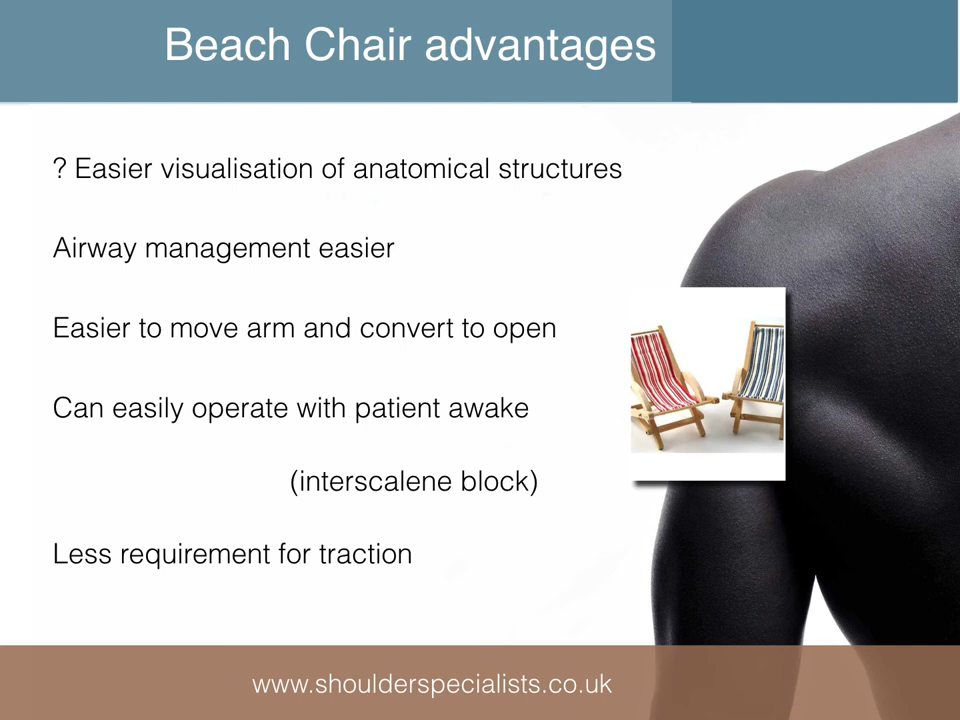 Beach Chair advantages
? Easier visualisation of anatomical structures
Airway management easier
Easier to move arm and convert to open
Can easily operate with patient awake
(interscalene block)
Less requirement for traction
www.shoulderspecialists.co.uk